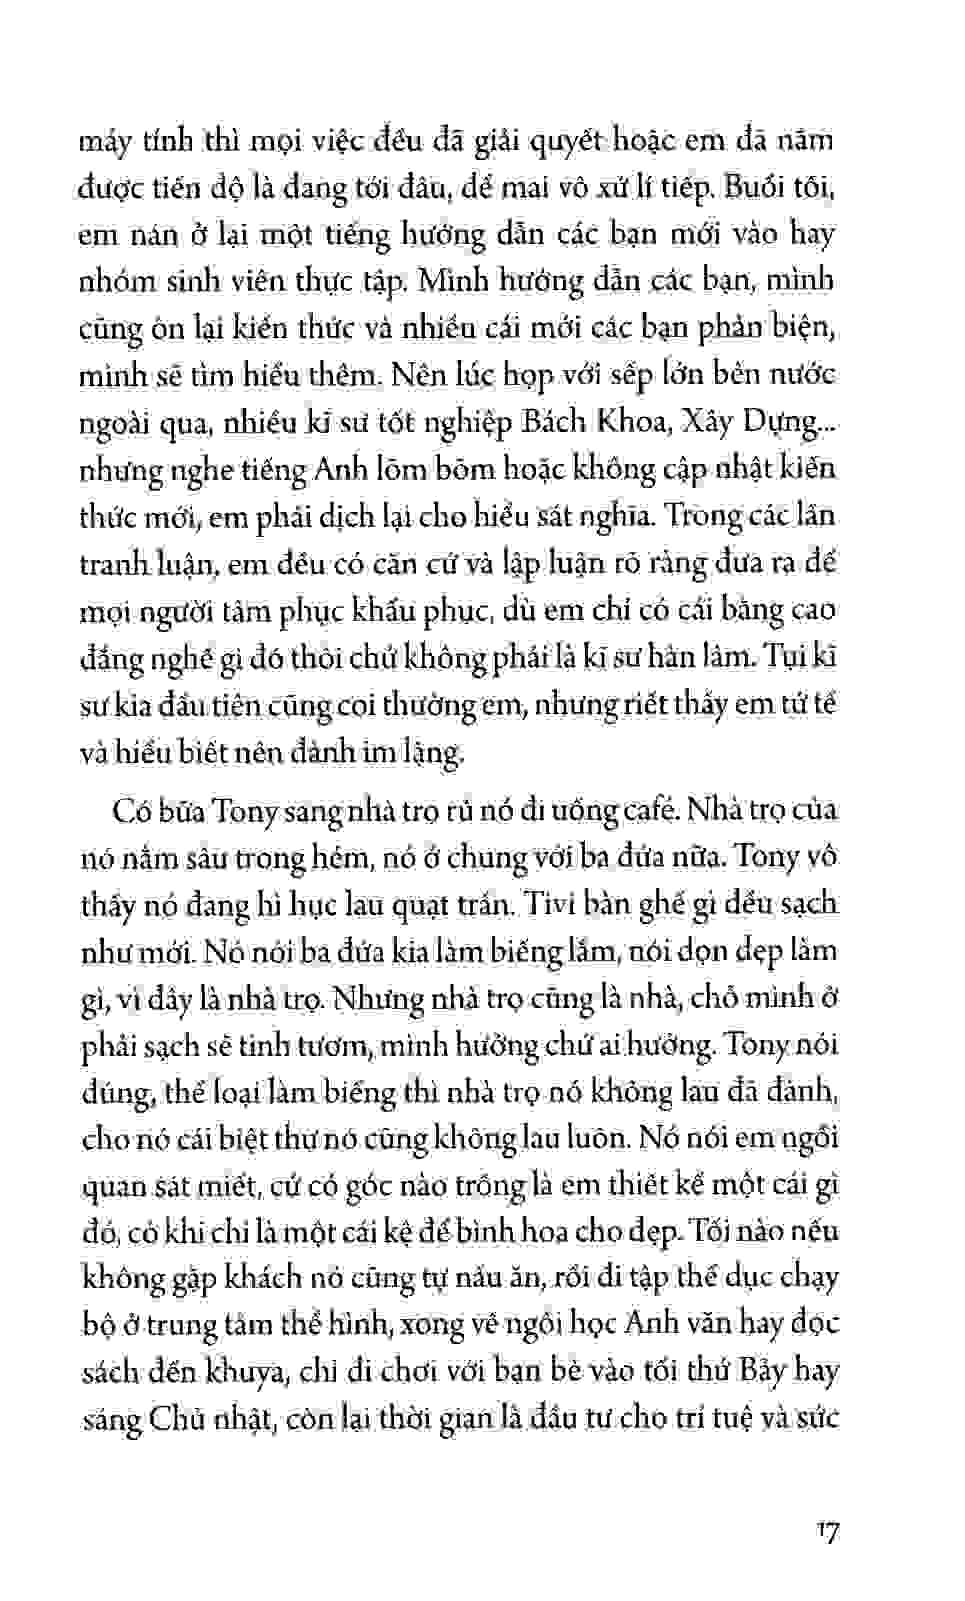 máy tính thì mọi việc đều đã giải quyết hoặc em đã nắm
được tiến độ là đang tới đâu, để mai vô xử lí tiếp. Buổi tối,
em nán ở lại một tiếng hướng dẫn các bạn mới vào hay
nhóm sinh viên thực tập. Mình hướng dẫn các bạn, mình
cũng ôn lại kiến thức và nhiều cái mới các bạn phản biện,
mình sẽ tìm hiểu thêm. Nên lúc họp với sếp lớn bên nước
ngoài qua, nhiều kĩ sư tốt nghiệp Bách Khoa, Xây Dựng...
nhưng nghe tiếng Anh lõm bõm hoặc không cập nhật kiến
thức mới, em phải dịch lại cho hiểu sát nghĩa. Trong các lần
tranh luận, em đều có căn cứ và lập luận rõ ràng đưa ra để
mọi người tâm phục khẩu phục, dù em chỉ có cái bằng cao
đẳng nghề gì đó thôi chứ không phải là kĩ sư hàn lâm. Tụi kĩ
sư kia đầu tiên cũng coi thường em, nhưng riết thấy em tử tế
và hiểu biết nên đành im lặng.
Có bữa Tony sang nhà trọ rủ nó đi uống café. Nhà trọ của
nó nằm sâu trong hẻm, nó ở chung với ba đứa nữa. Tony vô
thấy nó đang hì hục lau quạt trần. Tivi bàn ghế gì đều sạch
như mới. Nó nói ba đứa kia làm biếng lắm, nói dọn dẹp làm
gì, vì đây là nhà trọ. Nhưng nhà trọ cũng là nhà, chỗ mình ở
phải sạch sẽ tinh tươm, mình hưởng chứ ai hưởng. Tony nói
đúng, thể loại làm biếng thì nhà trọ nó không lau đã đành,
cho nó cái biệt thự nó cũng không lau luôn. Nó nói em ngồi
quan sát miết, cứ có góc nào trống là em thiết kế một cái gì
đó, có khi chỉ là một cái kệ để bình hoa cho đẹp. Tối nào nếu
không gặp khách nó cũng tự nấu ăn, rồi đi tập thể dục chạy
bộ ở trung tâm thể hình, xong về ngồi học Anh văn hay đọc
sách đến khuya, chỉ đi chơi với bạn bè vào tối thứ Bảy hay
sáng Chủ nhật, còn lại thời gian là đầu tư cho trí tuệ và sức
17